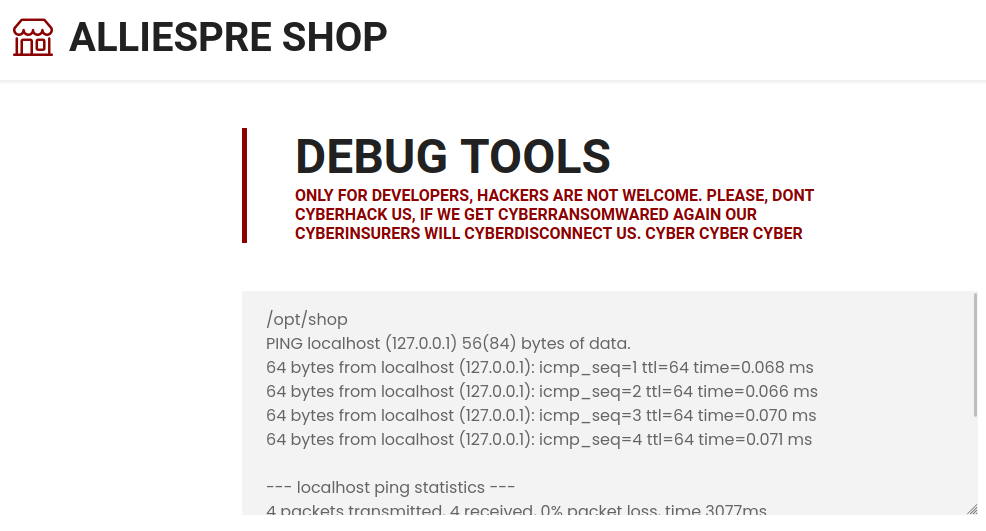 ALLIESPRE SHOP
DEBUG TOOLS
ONLY FOR DEVELOPERS, HACKERS ARE NOT WELCOME. PLEASE, DONT
CYBERHACK US, IF WE GET CYBERRANSOMWARED AGAIN OUR
CYBERINSURERS WILL CYBERDISCONNECT US. CYBER CYBER CYBER
/opt/shop
PING localhost (127.0.0.1) 56(84) bytes of data.
64 bytes from localhost (127.0.0.1): icmp_seq=1 ttl=64 time=0.068 ms
64 bytes from localhost (127.0.0.1): icmp_seq=2 ttl=64 time=0.066 ms
64 bytes from localhost (127.0.0.1): icmp_seq=3 ttl=64 time=0.070 ms
64 bytes from localhost (127.0.0.1): icmp_seq=4 ttl=64 time=0.071 ms
--- localhost ping statistics ---
4 packets transmitted, 4 received, 0% packet loss, time 3077ms